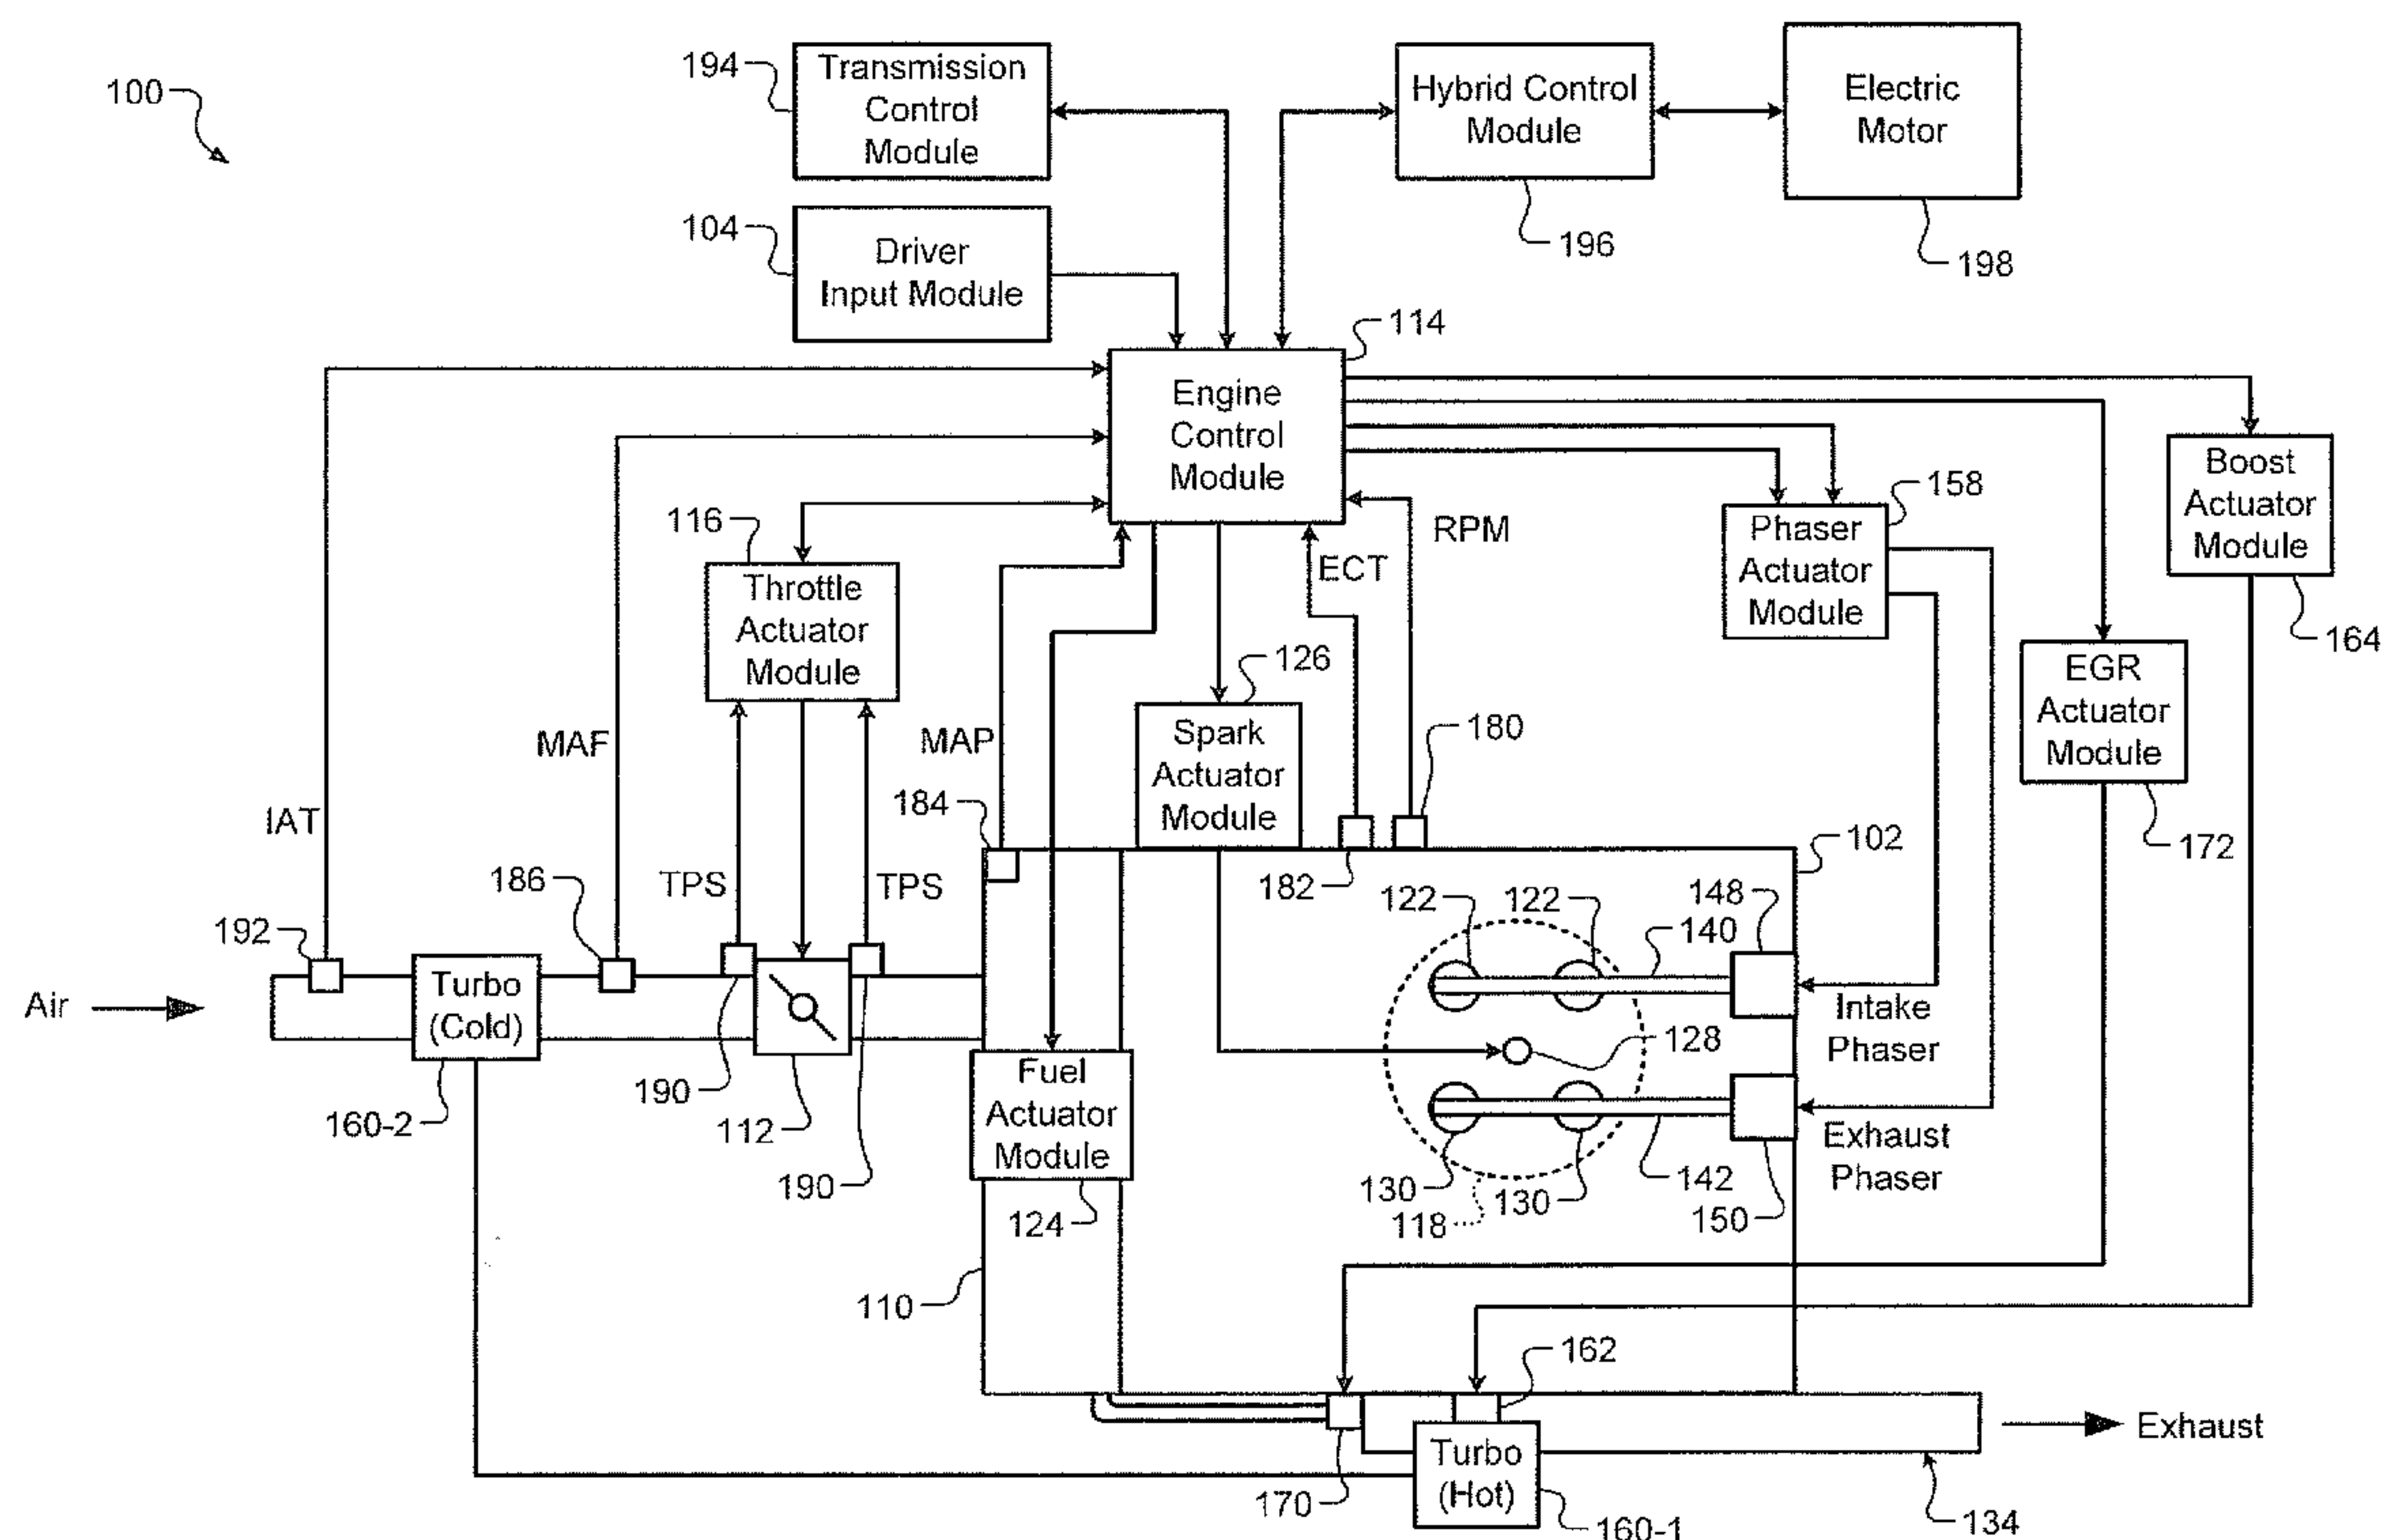 100
194
Transmission
Control
Module
Hybrid Control
Module
196
Electric
Motor
198
104
Driver
Input Module
114
Engine
Control
Module
116
Throttle
Actuator
Module
ECT
RPM
158
Phaser
Actuator
Module
Boost
Actuator
Module
164
EGR
Actuator
Module
172
126
Spark
Actuator
Module
180
182
MAF
MAP
IAT
184
TPS
TPS
186
192
102
122
122
148
140
Air
Turbo
(Cold)
160-2
190
112
190
Fuel
Actuator
Module
124
128
Intake
Phaser
Exhaust
Phaser
130
130
118
142
150
110
162
170
Turbo
(Hot)
160-1
Exhaust
134